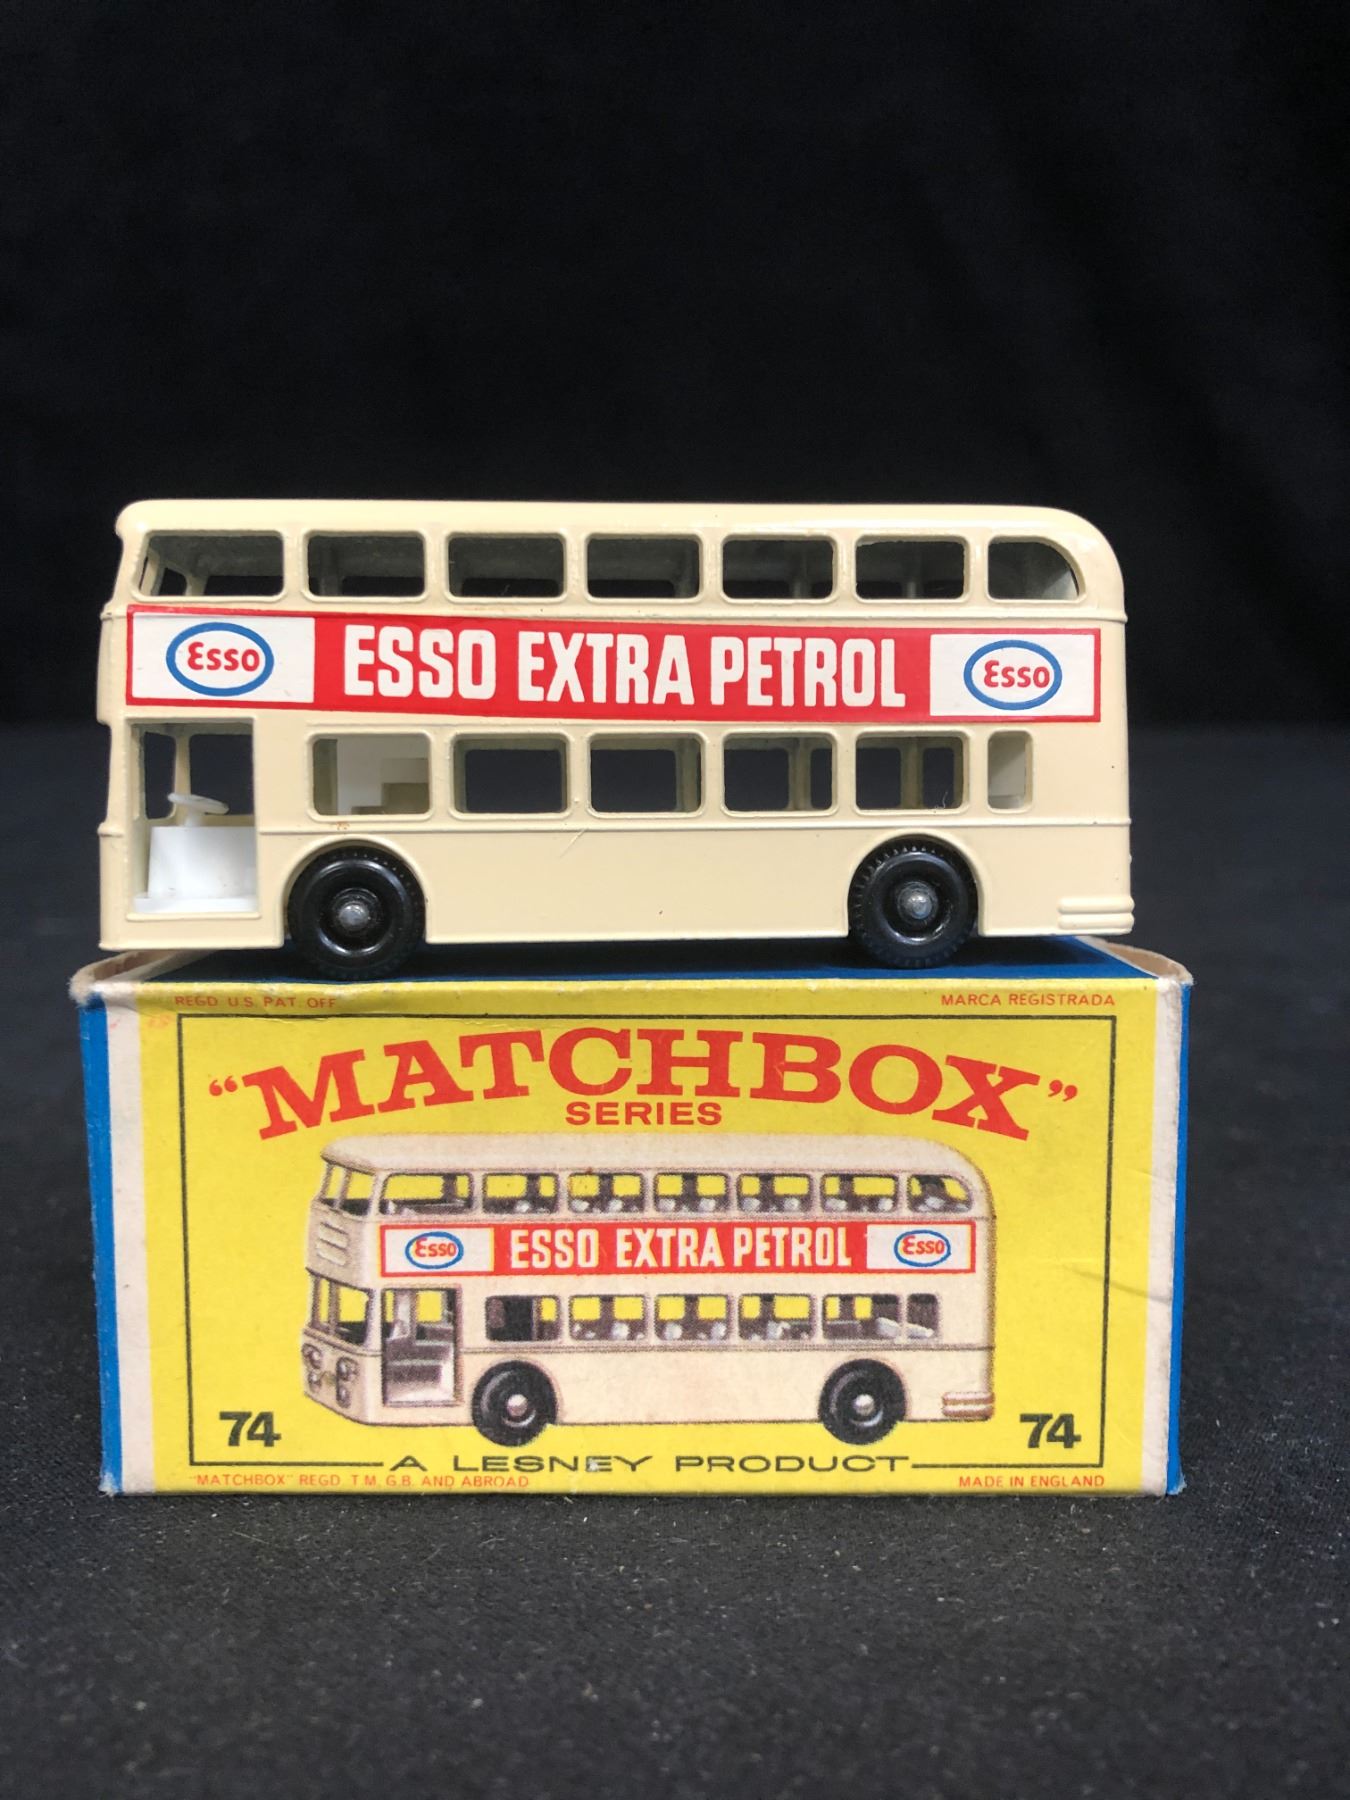 Esso ESSO EXTRA PETROL Esso
REGD U.S. PAT. OFF. MARCA REGISTRADA
"MATCHBOX"
SERIES
Esso ESSO EXTRA PETROL Esso
74 74
A LESNEY PRODUCT
"MATCHBOX" REGD T.M. G.B. AND ABROAD MADE IN ENGLAND